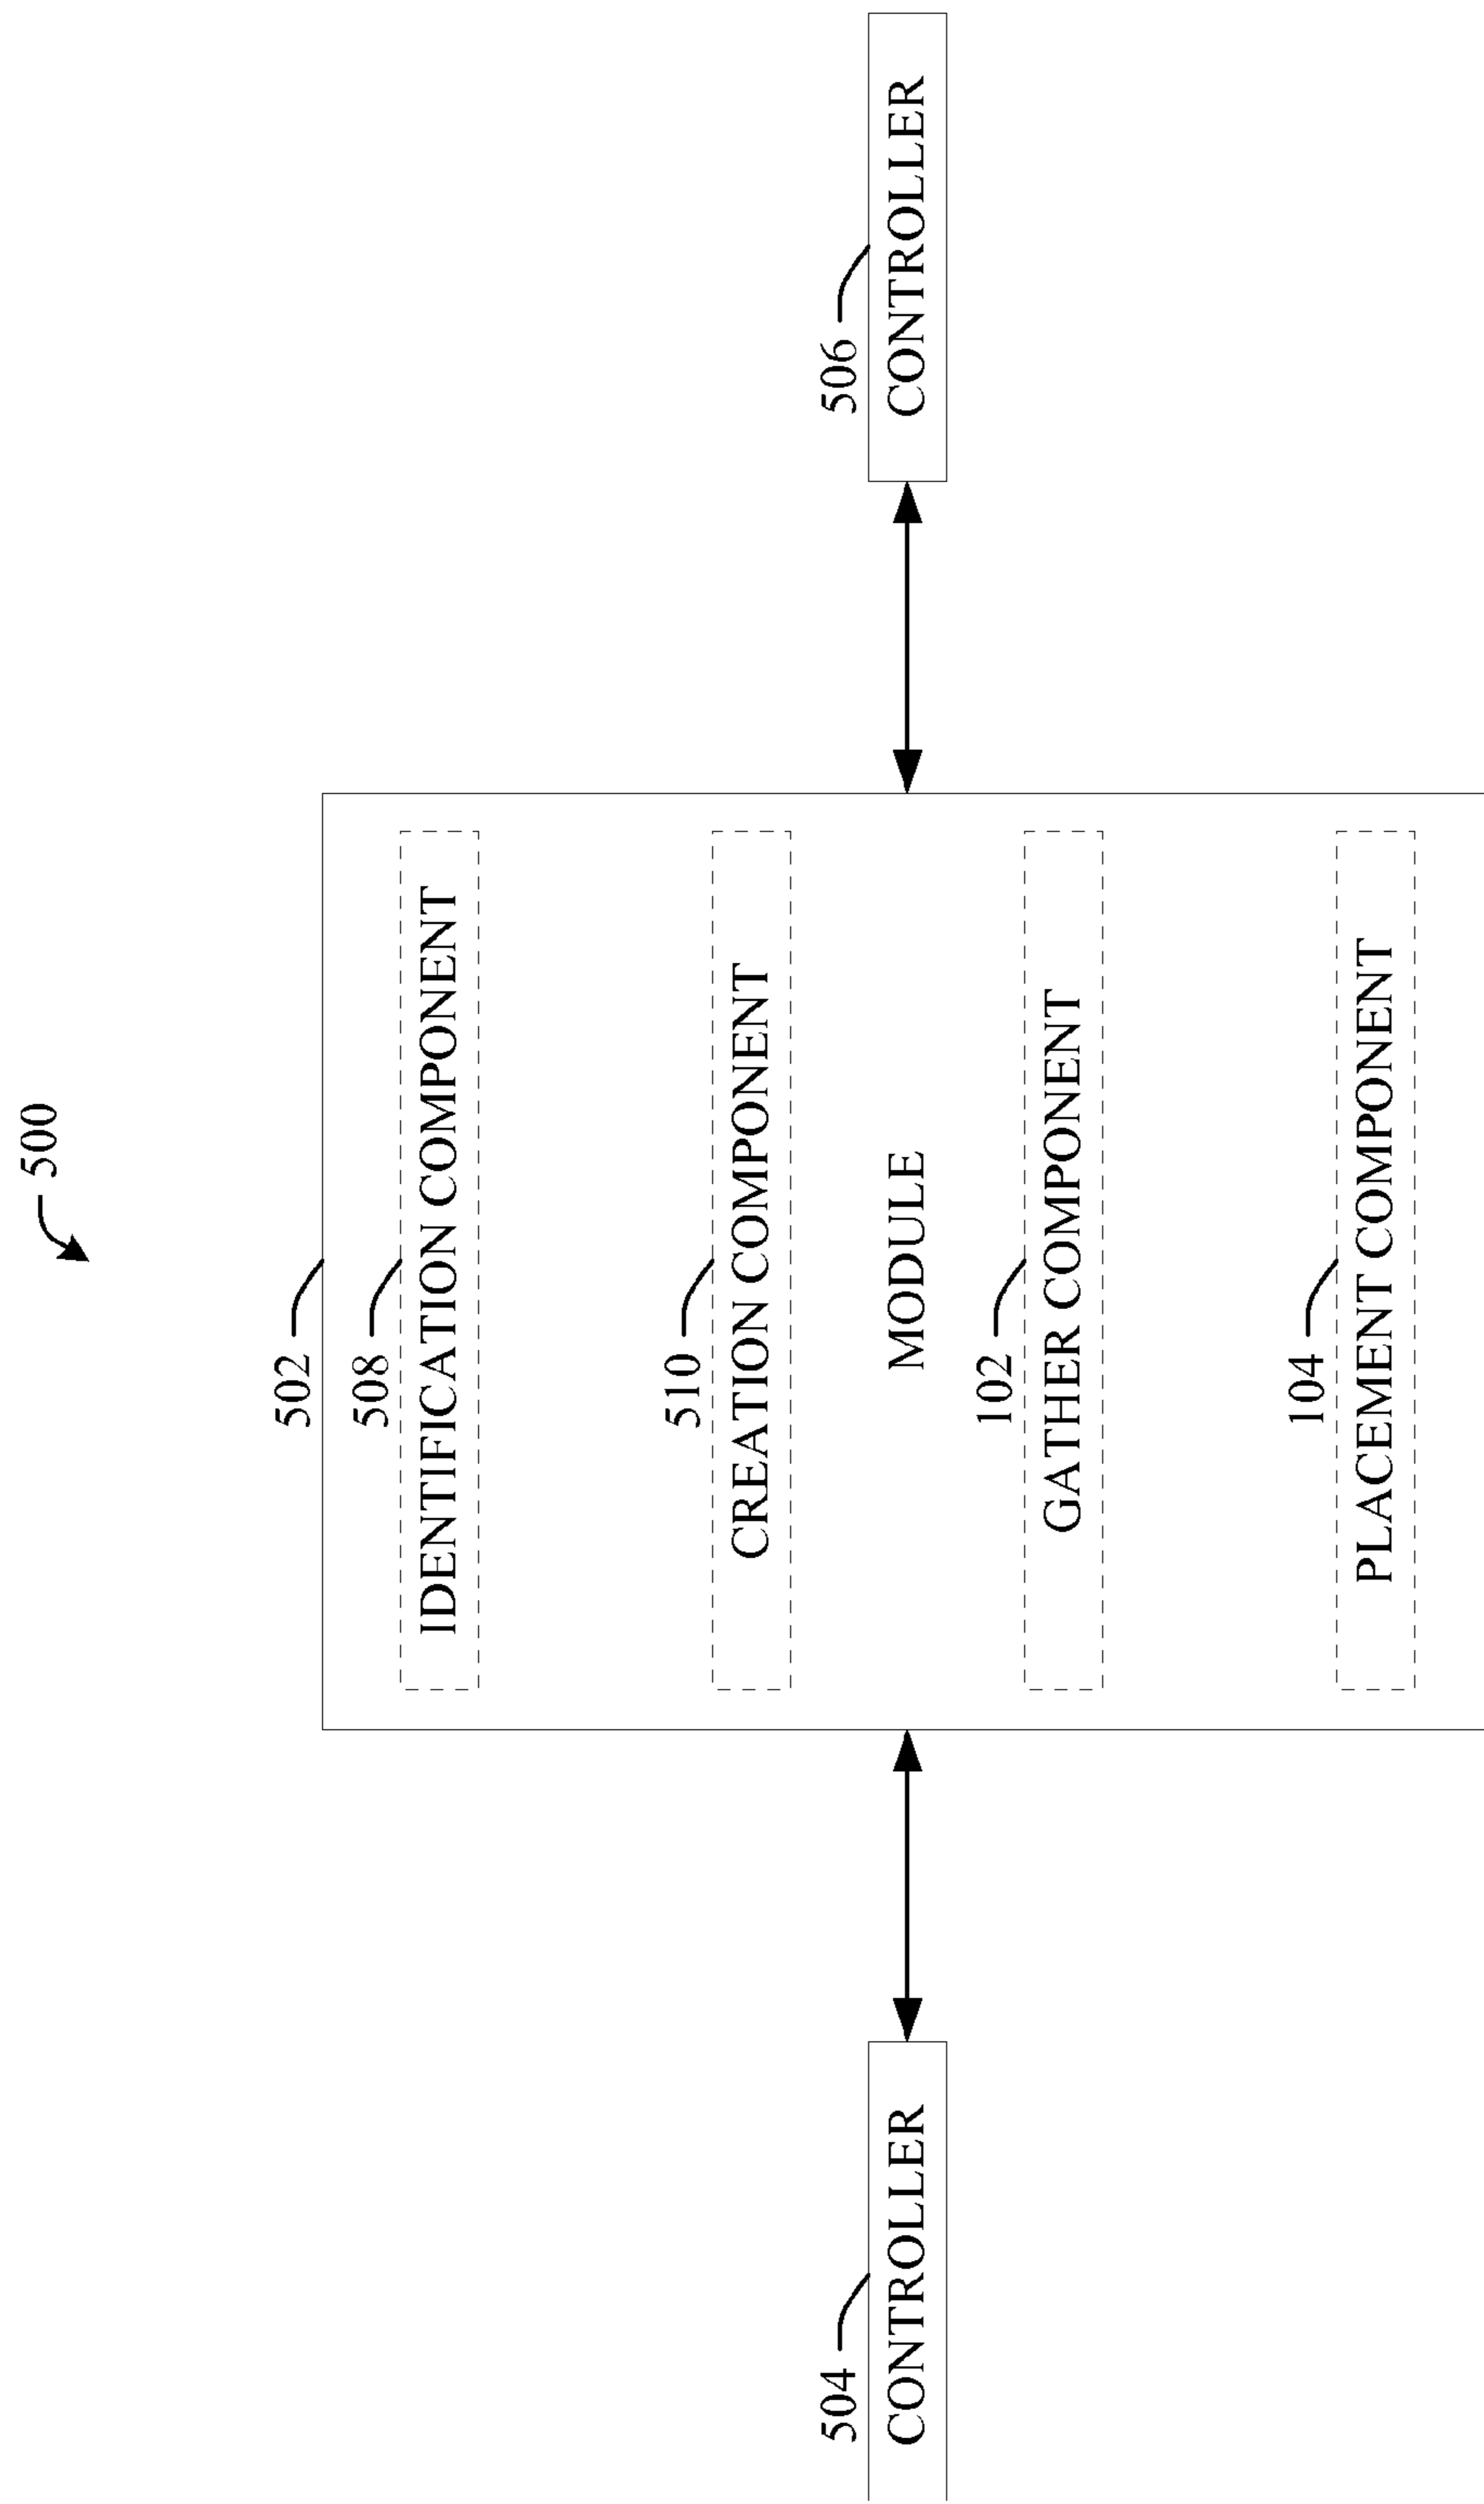 500
502
508
IDENTIFICATION COMPONENT
510
CREATION COMPONENT
504
CONTROLLER
MODULE
506
CONTROLLER
102
GATHER COMPONENT
104
PLACEMENT COMPONENT